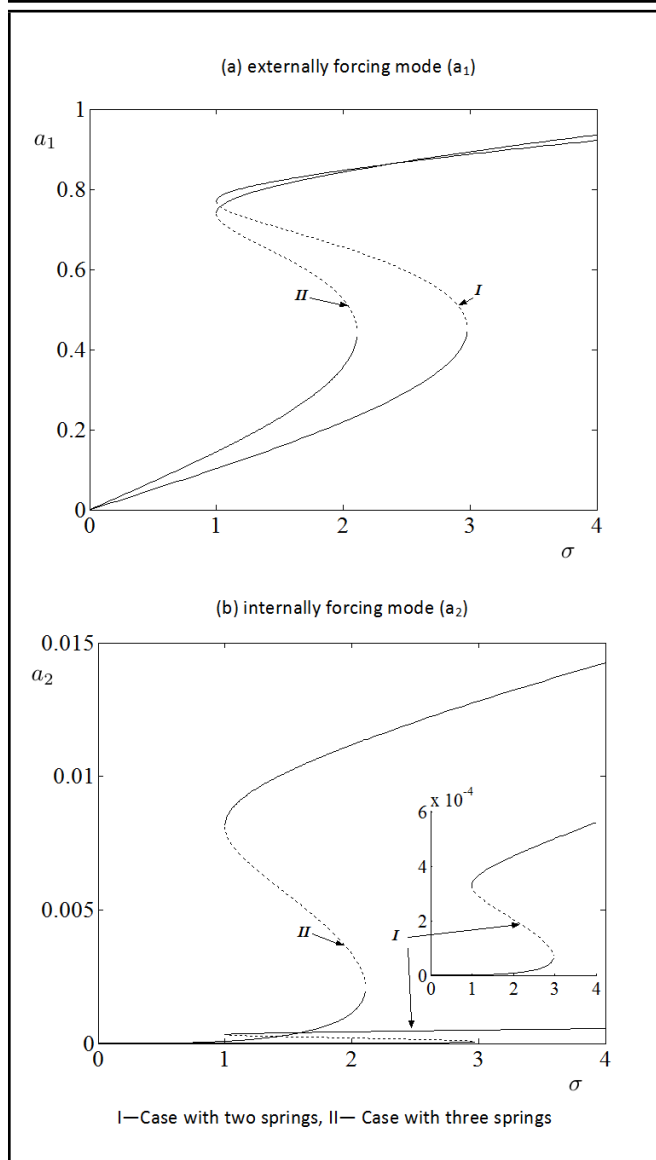 (a) externally forcing mode (a₁)
1
a₁
0.8
0.6
II
I
0.4
0.2
0
0 1 2 3 4
σ
(b) internally forcing mode (a₂)
0.015
a₂
0.01
x 10⁻⁴
6
4
2
0
0 1 2 3 4
0.005
II
I
0
0 1 2 3 4
σ
I—Case with two springs, II— Case with three springs